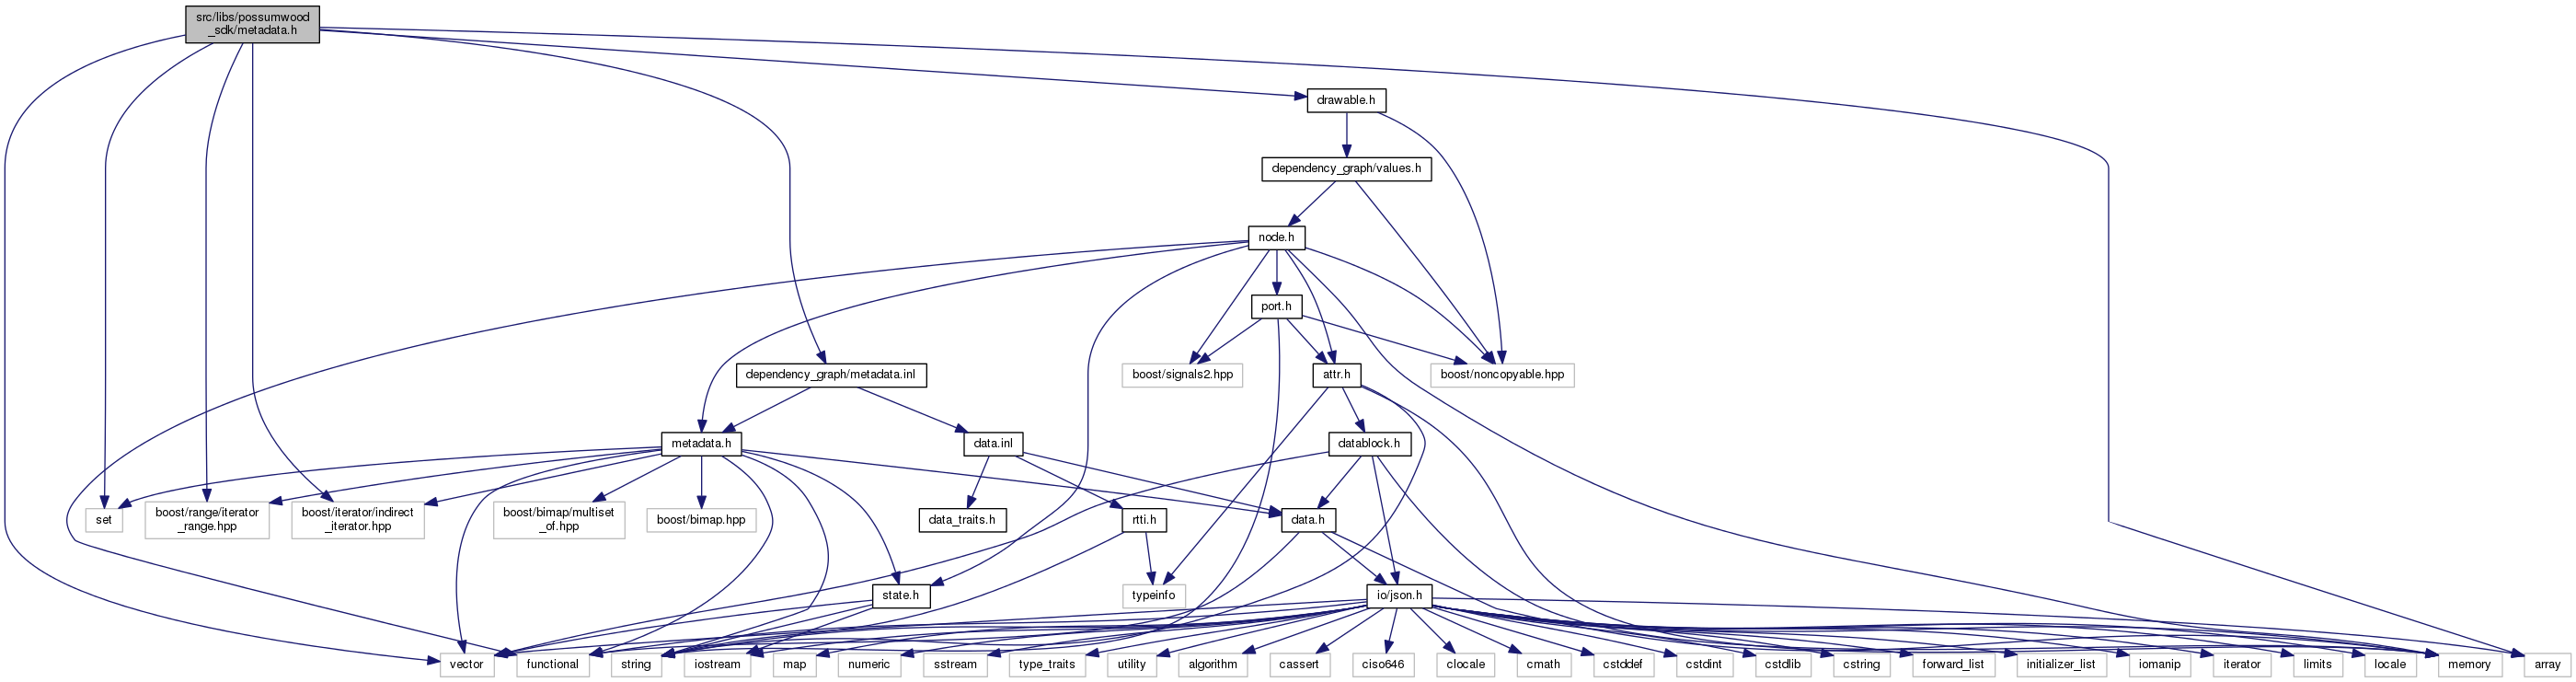 src/libs/possumwood
_sdk/metadata.h
drawable.h
dependency_graph/values.h
node.h
port.h
boost/signals2.hpp
attr.h
boost/noncopyable.hpp
dependency_graph/metadata.inl
metadata.h
data.inl
datablock.h
set
boost/range/iterator
_range.hpp
boost/iterator/indirect
_iterator.hpp
boost/bimap/multiset
_of.hpp
boost/bimap.hpp
data_traits.h
rtti.h
data.h
state.h
typeinfo
io/json.h
vector
functional
string
iostream
map
numeric
sstream
type_traits
utility
algorithm
cassert
ciso646
clocale
cmath
cstddef
cstdint
cstdlib
cstring
forward_list
initializer_list
iomanip
iterator
limits
locale
memory
array